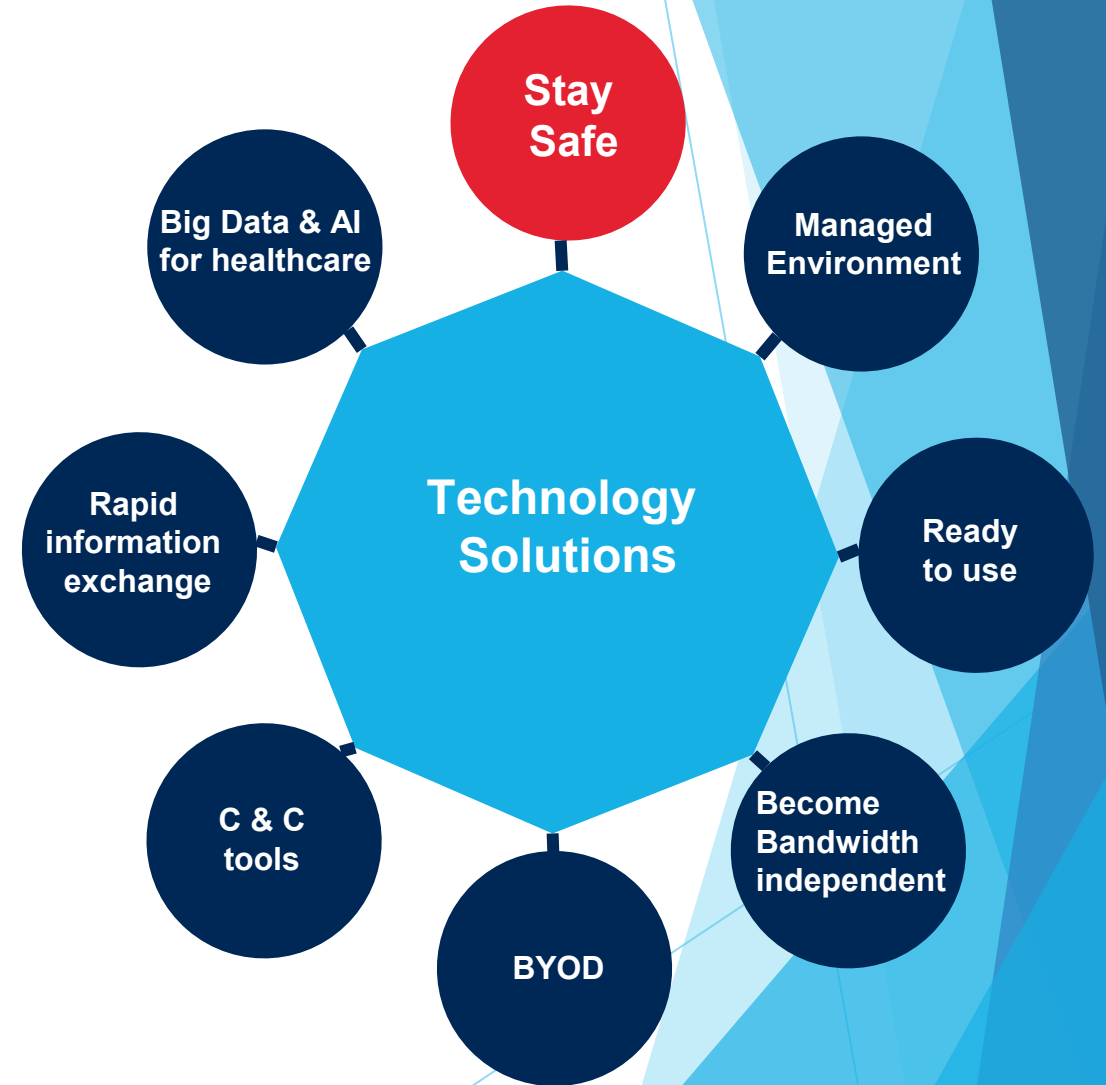 Stay
Safe
Big Data & AI
for healthcare
Managed
Environment
Technology
Solutions
Rapid
information
exchange
Ready
to use
C & C
tools
Become
Bandwidth
independent
BYOD